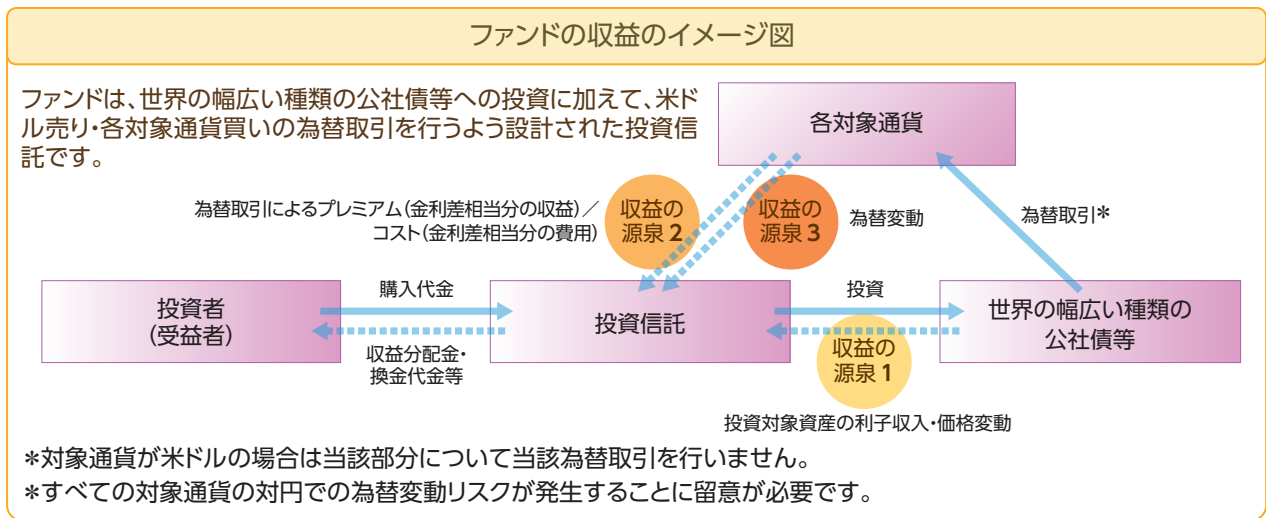 ファンドの収益のイメージ図
ファンドは、世界の幅広い種類の公社債等への投資に加えて、米ド
ル売り・各対象通貨買いの為替取引を行うよう設計された投資信
託です。
各対象通貨
為替取引によるプレミアム(金利差相当分の収益)／
コスト(金利差相当分の費用)
収益の
源泉2
収益の
源泉3
為替変動
為替取引*
投資者
(受益者)
購入代金
収益分配金・
換金代金等
投資信託
投資
収益の
源泉1
世界の幅広い種類の
公社債等
投資対象資産の利子収入・価格変動
*対象通貨が米ドルの場合は当該部分について当該為替取引を行いません。
*すべての対象通貨の対円での為替変動リスクが発生することに留意が必要です。